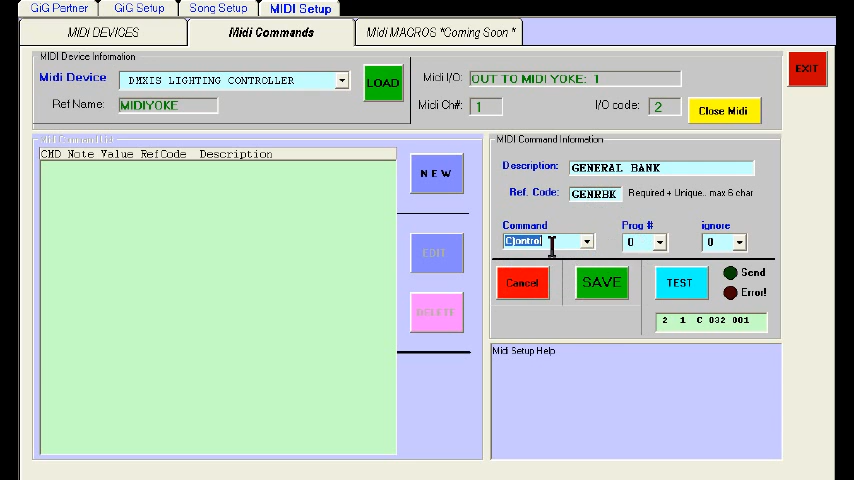 GiG Partner GiG Setup Song Setup MIDI Setup
MIDI DEVICES Midi Commands Midi MACROS *Coming Soon *
MIDI Device Information
Midi Device DMXIS LIGHTING CONTROLLER LOAD
Ref Name: MIDIYOKE
Midi I/O: OUT TO MIDI YOKE: 1
Midi Ch#: 1 I/O code: 2 Close Midi
EXIT
Midi Command List
CMD Note Value RefCode Description
N E W
EDIT
DELETE
MIDI Command Information
Description: GENERAL BANK
Ref. Code: GENRBK Required + Unique.. max 6 char
Command Prog # ignore
C)ontrol 0 0
Cancel SAVE TEST Send
Error!
2 1 C 032 001
Midi Setup Help